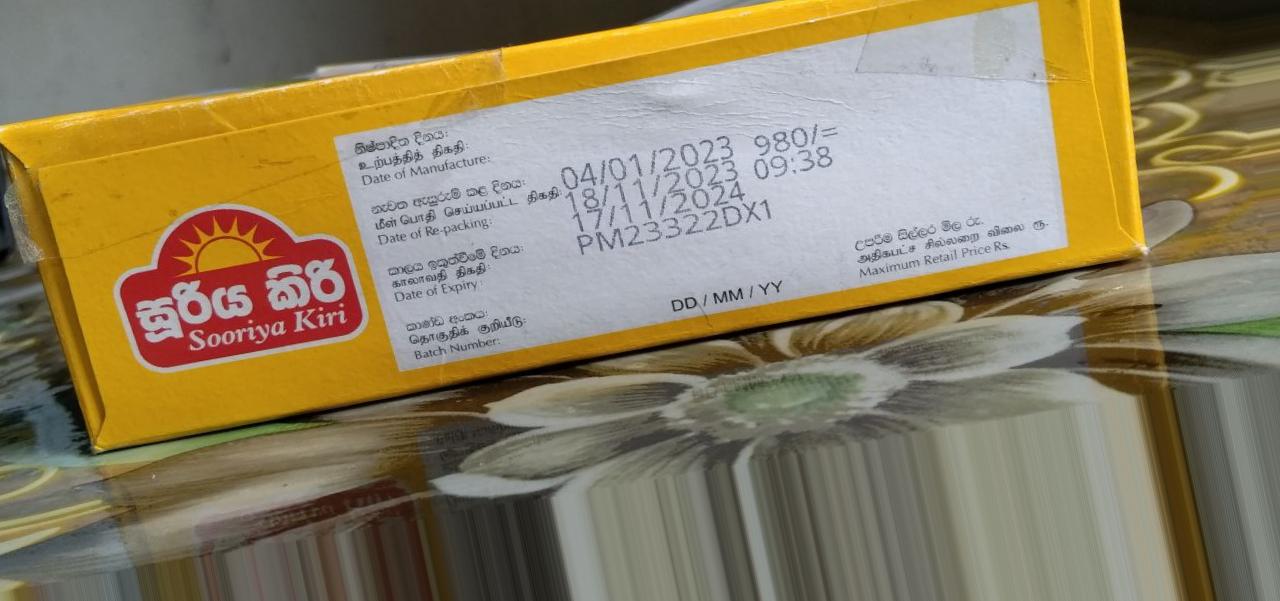 නිෂ්පාදිත දිනය:
உற்பத்தித் திகதி:
Date of Manufacture:
04/01/2023 980/=
නැවත ඇසුරුම් කල දිනය:
மீள் பொதி செய்யப்பட்ட திகதி:
Date of Re-packing:
18/11/2023 09:38
කාලය ඉකුත්වීමේ දිනය:
காலாவதி திகதி:
Date of Expiry:
17/11/2024
කාණ්ඩ අංකය:
தொகுதிக் குறியீடு:
Batch Number:
PM23322DX1
DD / MM / YY
උපරිම සිල්ලර මිල රු.
அதிகபட்ச சில்லறை விலை ரூ.
Maximum Retail Price Rs.
සූරිය කිරි
Sooriya Kiri